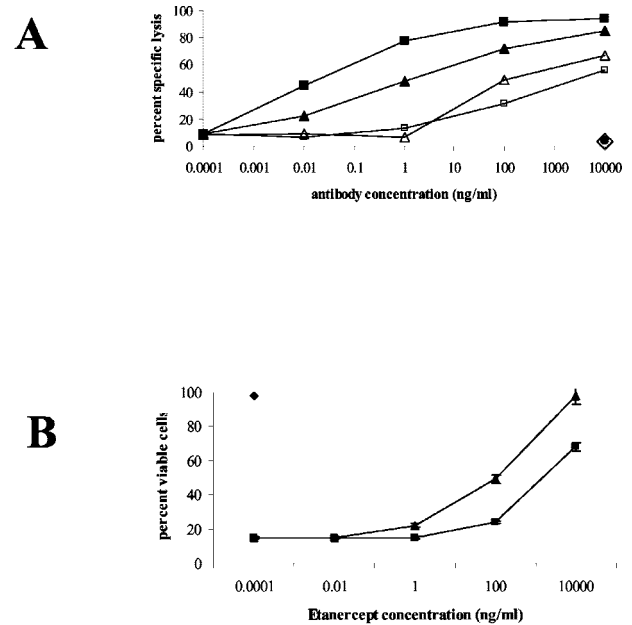 A
percent specific lysis
100
80
60
40
20
0
0.0001 0.001 0.01 0.1 1 10 100 1000 10000
antibody concentration (ng/ml)
B
percent viable cells
100
80
60
40
20
0
0.0001 0.01 1 100 10000
Etanercept concentration (ng/ml)